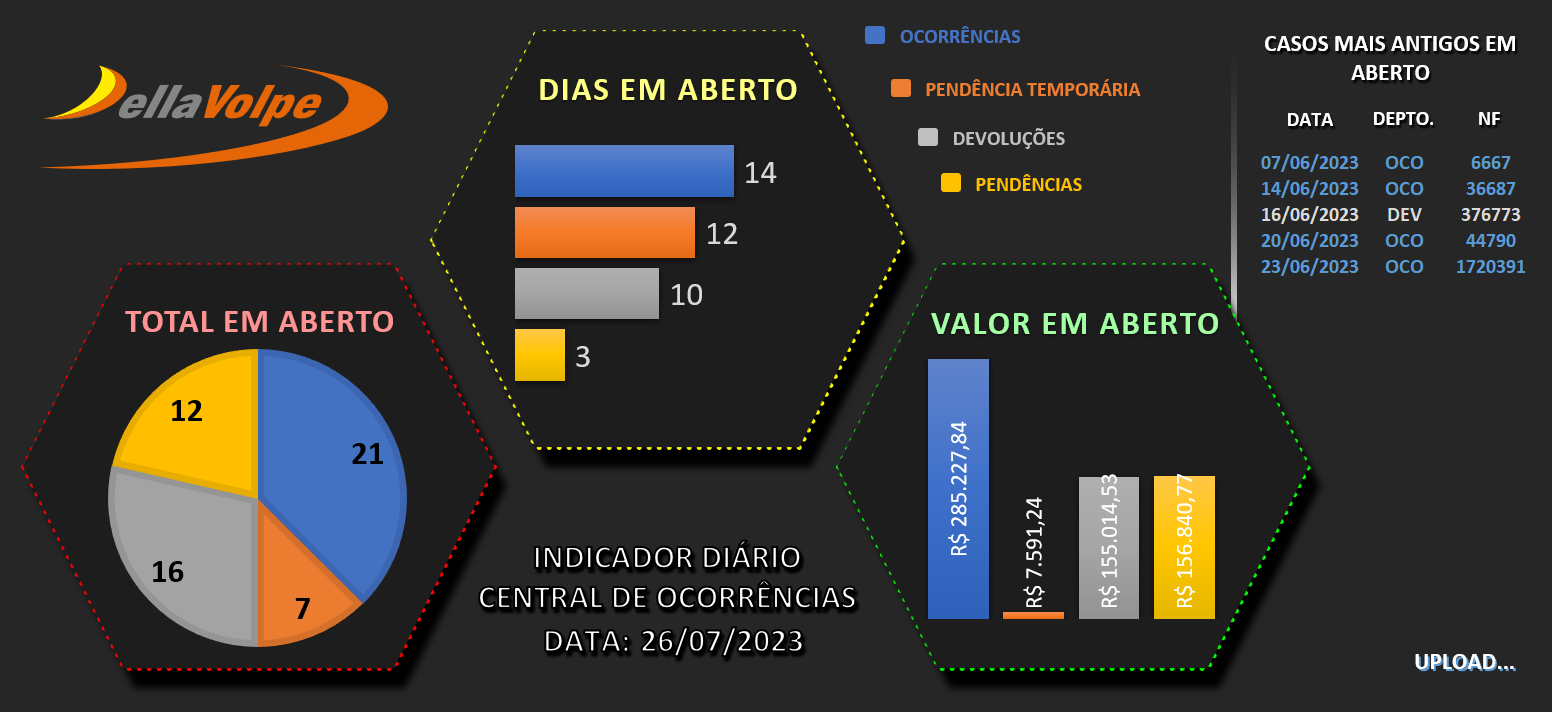 DellaVolpe
DIAS EM ABERTO
14
12
10
3
OCORRÊNCIAS
PENDÊNCIA TEMPORÁRIA
DEVOLUÇÕES
PENDÊNCIAS
CASOS MAIS ANTIGOS EM
ABERTO
DATA DEPTO. NF
07/06/2023 OCO 6667
14/06/2023 OCO 36687
16/06/2023 DEV 376773
20/06/2023 OCO 44790
23/06/2023 OCO 1720391
TOTAL EM ABERTO
12
21
16
7
INDICADOR DIÁRIO
CENTRAL DE OCORRÊNCIAS
DATA: 26/07/2023
VALOR EM ABERTO
R$ 285.227,84
R$ 7.591,24
R$ 155.014,53
R$ 156.840,77
UPLOAD...